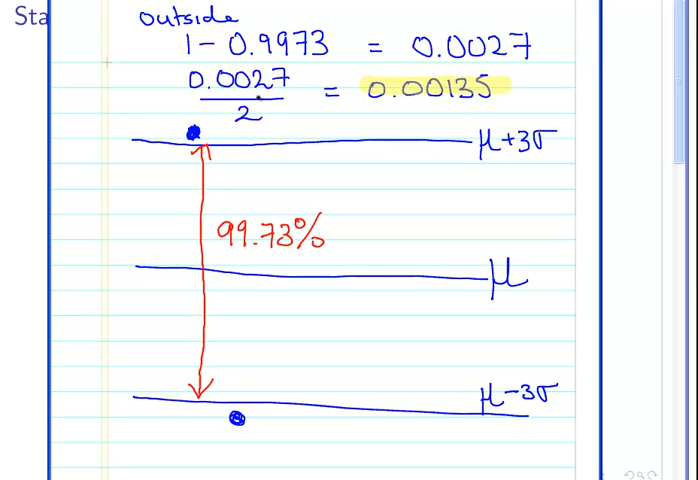 Sta
outside
1 - 0.9973 = 0.0027
0.0027/2 = 0.00135
μ+3σ
99.73%
μ
μ-3σ